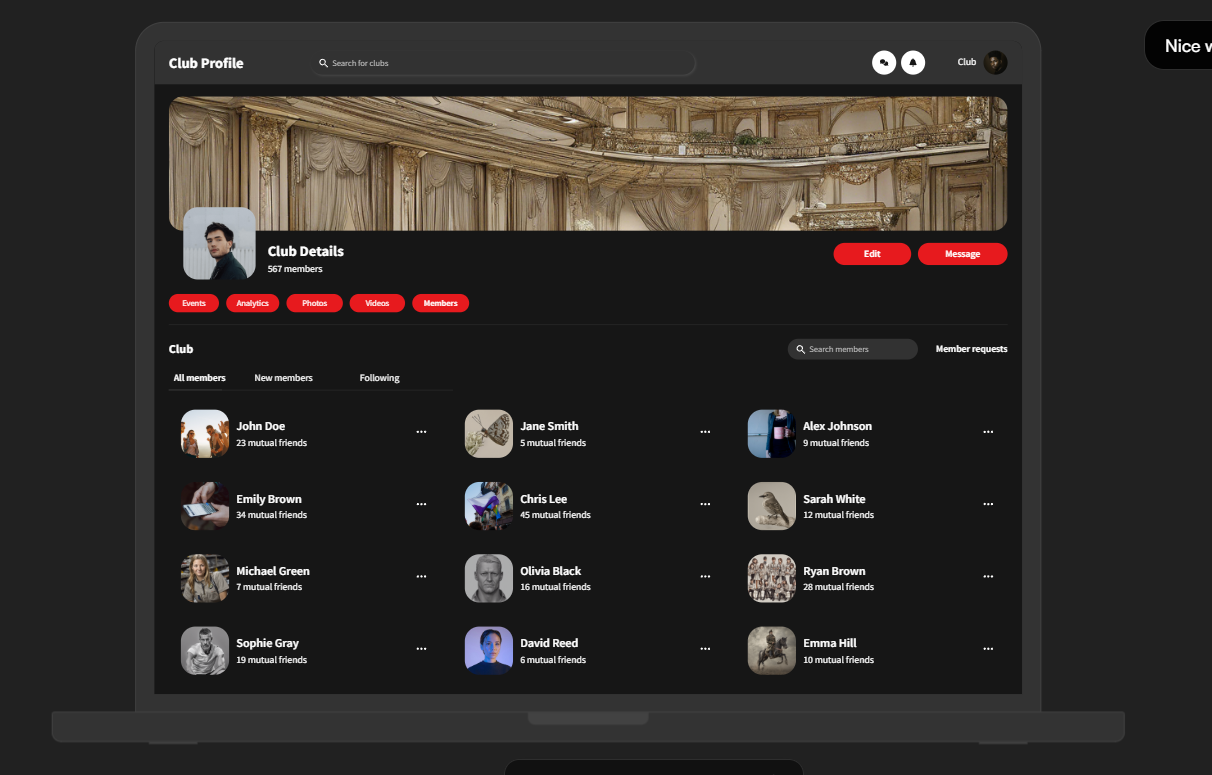 Nice
Club Profile
Search for clubs
Club
Club Details
567 members
Edit
Message
Events
Analytics
Photos
Videos
Members
Club
Search members
Member requests
All members
New members
Following
John Doe
23 mutual friends
Jane Smith
5 mutual friends
Alex Johnson
9 mutual friends
Emily Brown
34 mutual friends
Chris Lee
45 mutual friends
Sarah White
12 mutual friends
Michael Green
7 mutual friends
Olivia Black
16 mutual friends
Ryan Brown
28 mutual friends
Sophie Gray
19 mutual friends
David Reed
6 mutual friends
Emma Hill
10 mutual friends